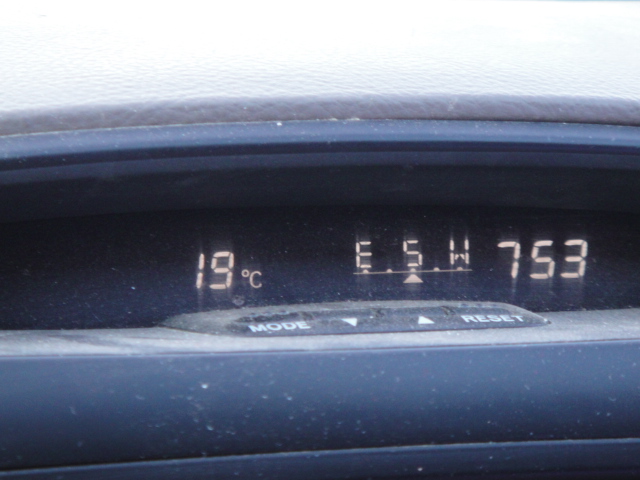 19 °C E S W 753
MODE ▼ ▲ RESET